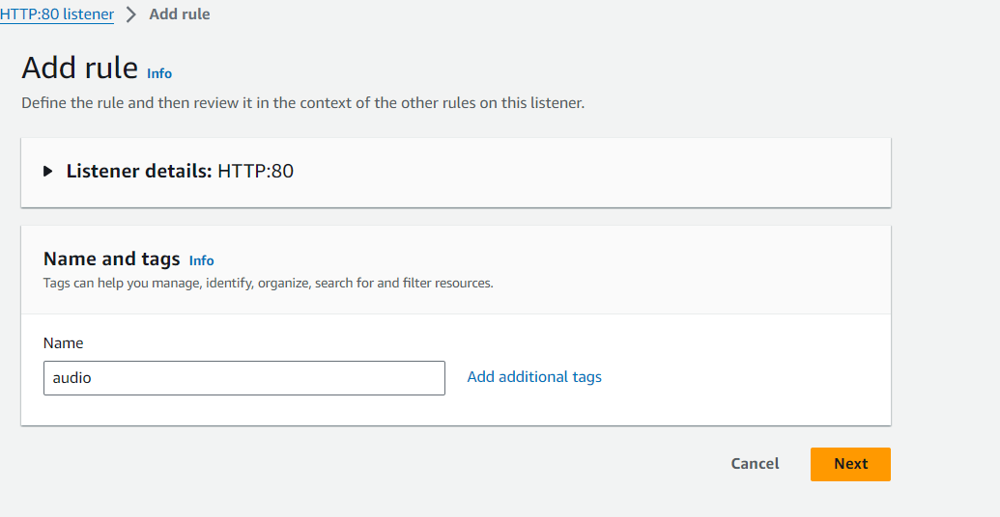 HTTP:80 listener > Add rule
Add rule Info
Define the rule and then review it in the context of the other rules on this listener.
Listener details: HTTP:80
Name and tags Info
Tags can help you manage, identify, organize, search for and filter resources.
Name
audio Add additional tags
Cancel Next